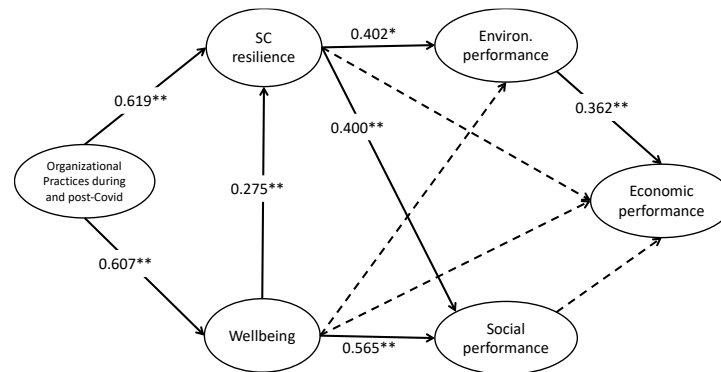 SC
resilience
0.402*
Environ.
performance
0.619**
0.362**
0.400**
Organizational
Practices during
and post-Covid
0.275**
Economic
performance
0.607**
Wellbeing
0.565**
Social
performance